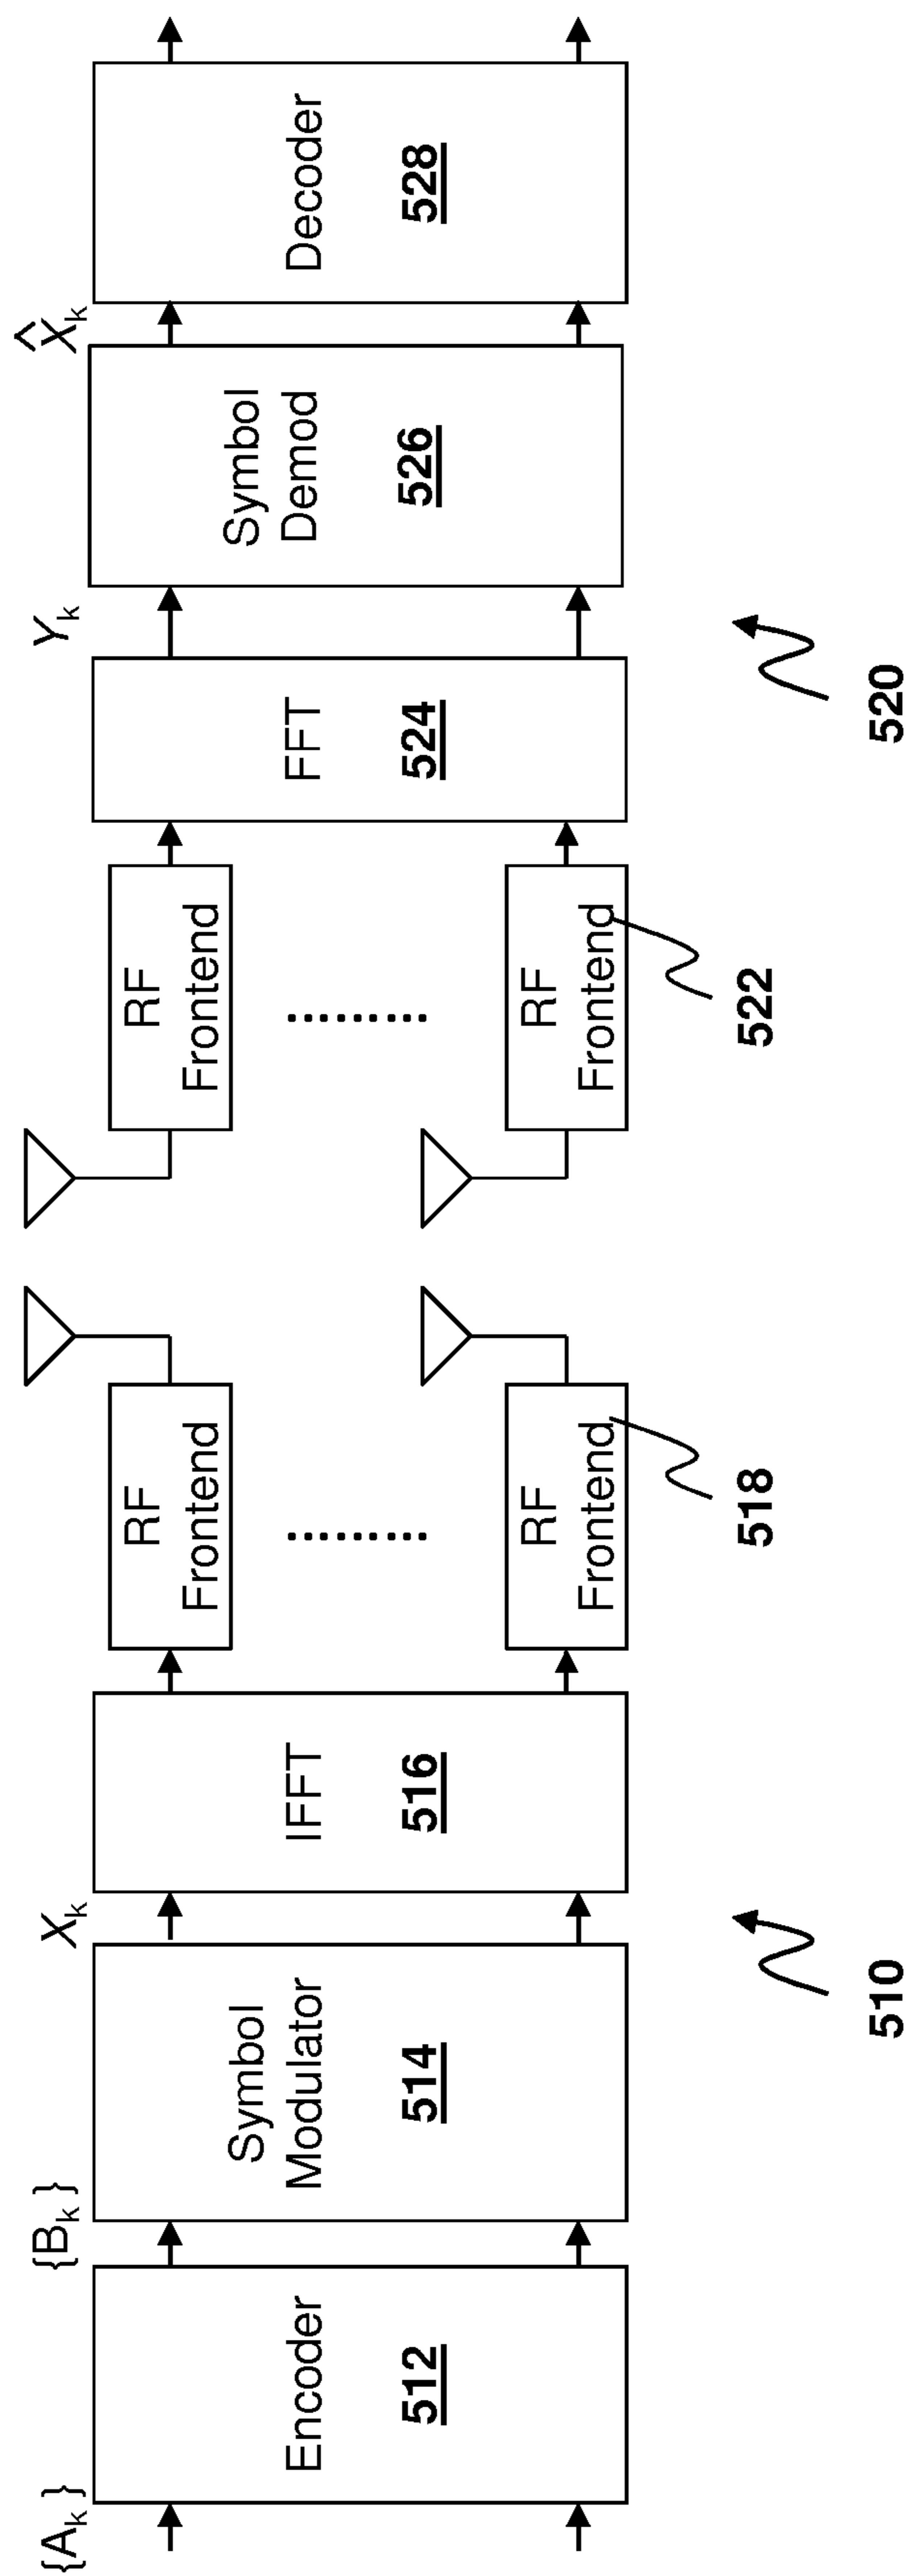 {Aₖ}
Encoder
512
{Bₖ}
Symbol
Modulator
514
Xₖ
IFFT
516
RF
Frontend
.........
RF
Frontend
518
510
RF
Frontend
.........
RF
Frontend
522
FFT
524
Yₖ
Symbol
Demod
526
X̂ₖ
Decoder
528
520